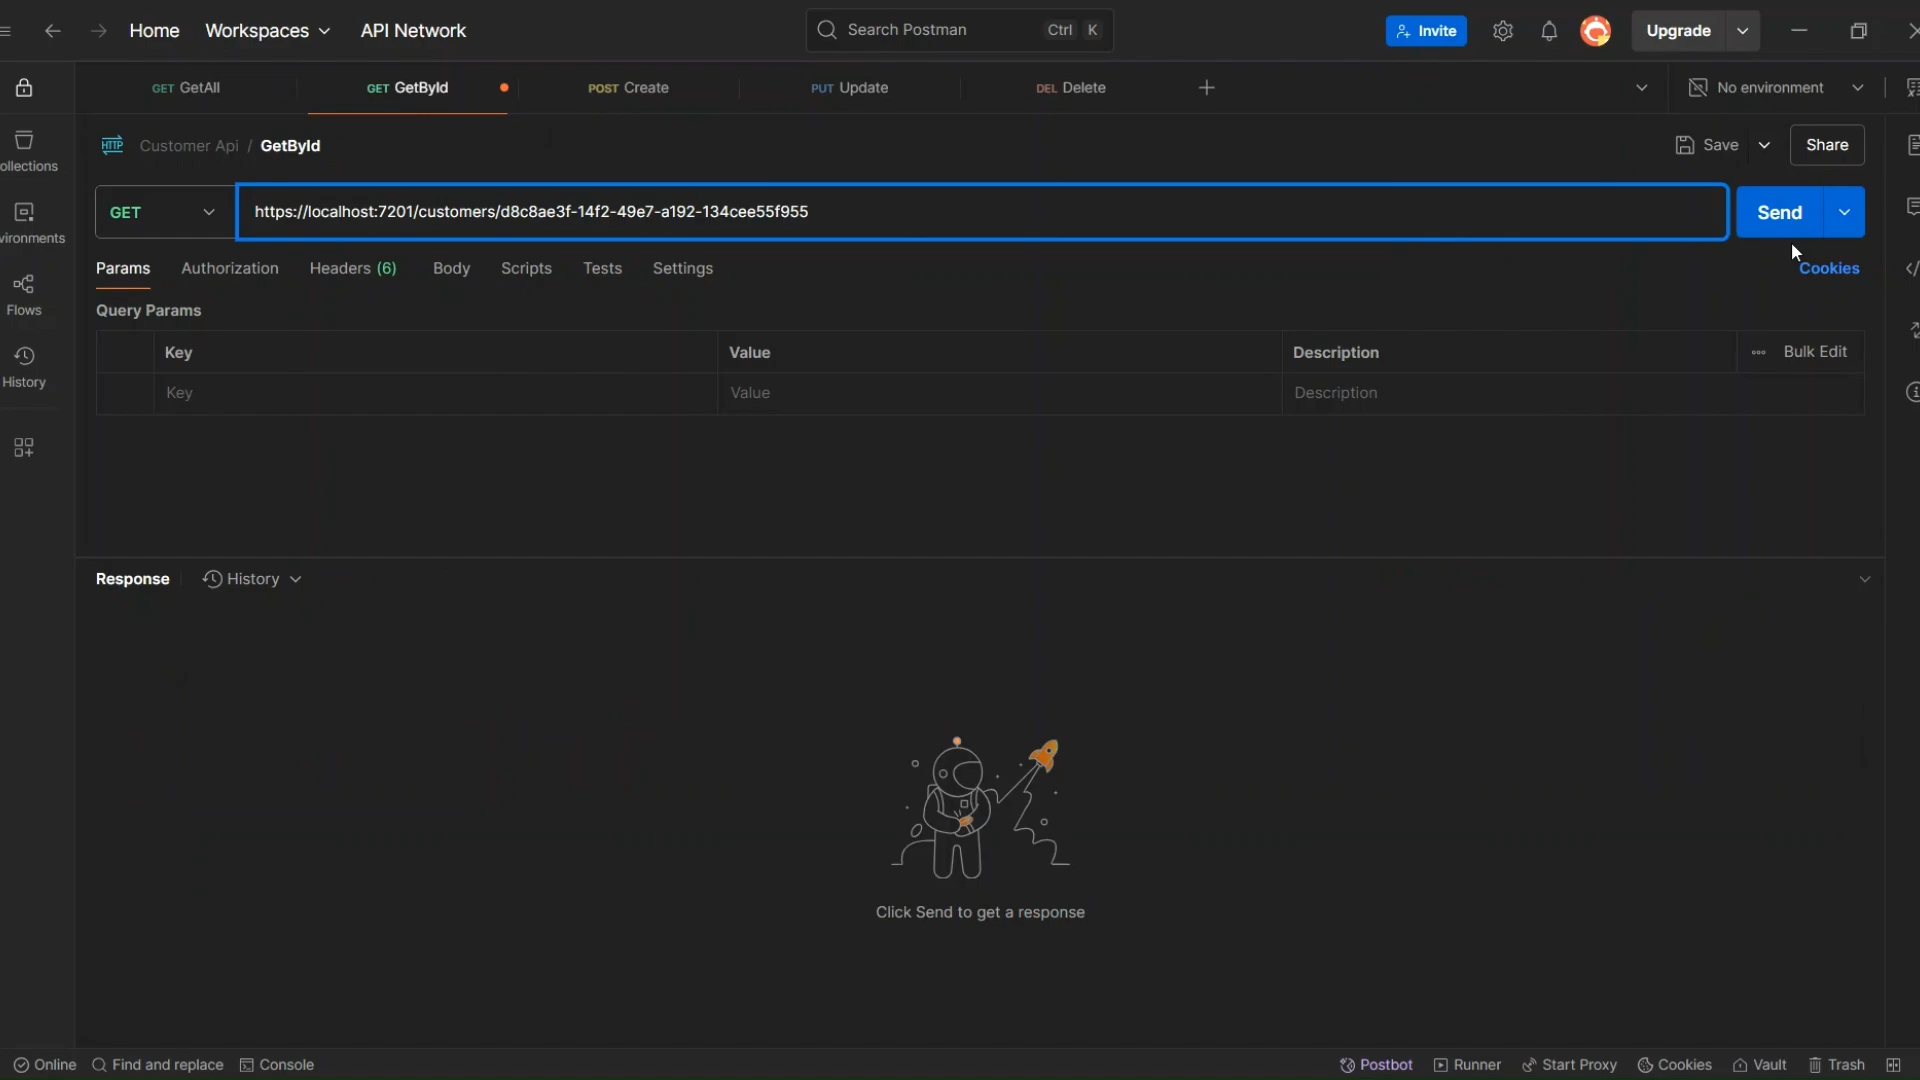 Home Workspaces API Network Search Postman Ctrl K Invite Upgrade
GET GetAll GET GetById POST Create PUT Update DEL Delete No environment
HTTP Customer Api / GetById Save Share
ollections
GET https://localhost:7201/customers/d8c8ae3f-14f2-49e7-a192-134cee55f955 Send
vironments
Params Authorization Headers (6) Body Scripts Tests Settings Cookies
Flows
Query Params
Key Value Description Bulk Edit
History
Key Value Description
Response History
Click Send to get a response
Online Find and replace Console Postbot Runner Start Proxy Cookies Vault Trash